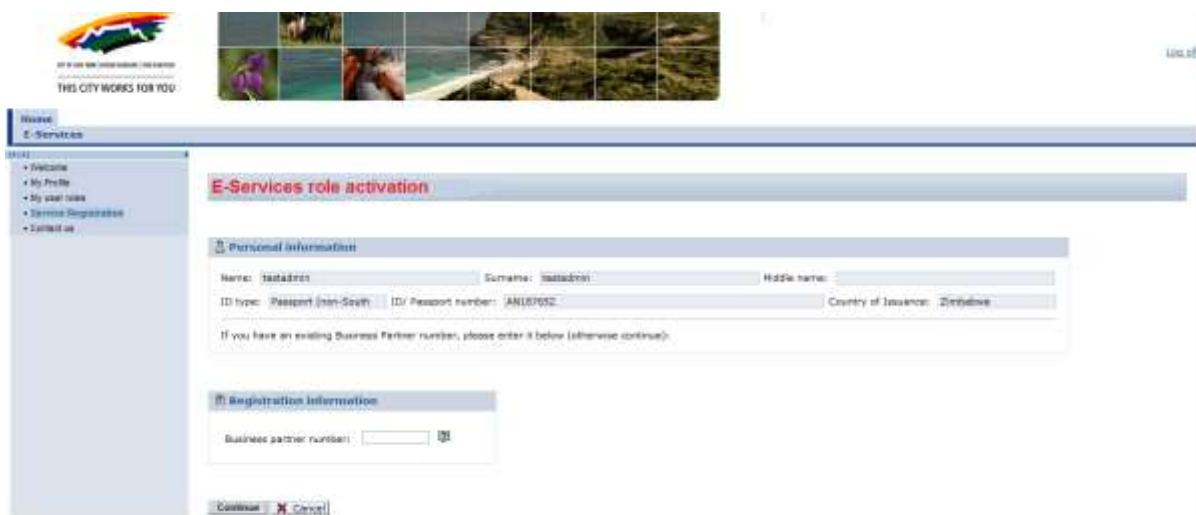 THIS CITY WORKS FOR YOU
Log of
Home
E-Services
• Welcome
• My Profile
• My user roles
• Service Registration
• Contact us
E-Services role activation
Personal information
Name: testadmin Surname: testadmin Middle name:
ID type: Passport (non-South ID/ Passport number: AN187652 Country of Issuance: Zimbabwe
If you have an existing Business Partner number, please enter it below (otherwise continue):
Registration information
Business partner number:
Continue Cancel